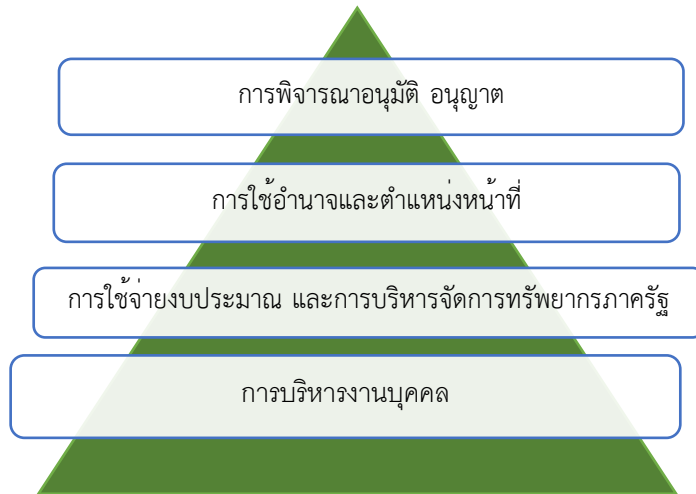 การพิจารณาอนุมัติ อนุญาต
การใช้อำนาจและตำแหน่งหน้าที่
การใช้จ่ายงบประมาณ และการบริหารจัดการทรัพยากรภาครัฐ
การบริหารงานบุคคล